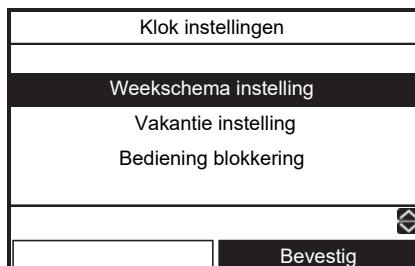 Klok instellingen
Weekschema instelling
Vakantie instelling
Bediening blokkering
Bevestig